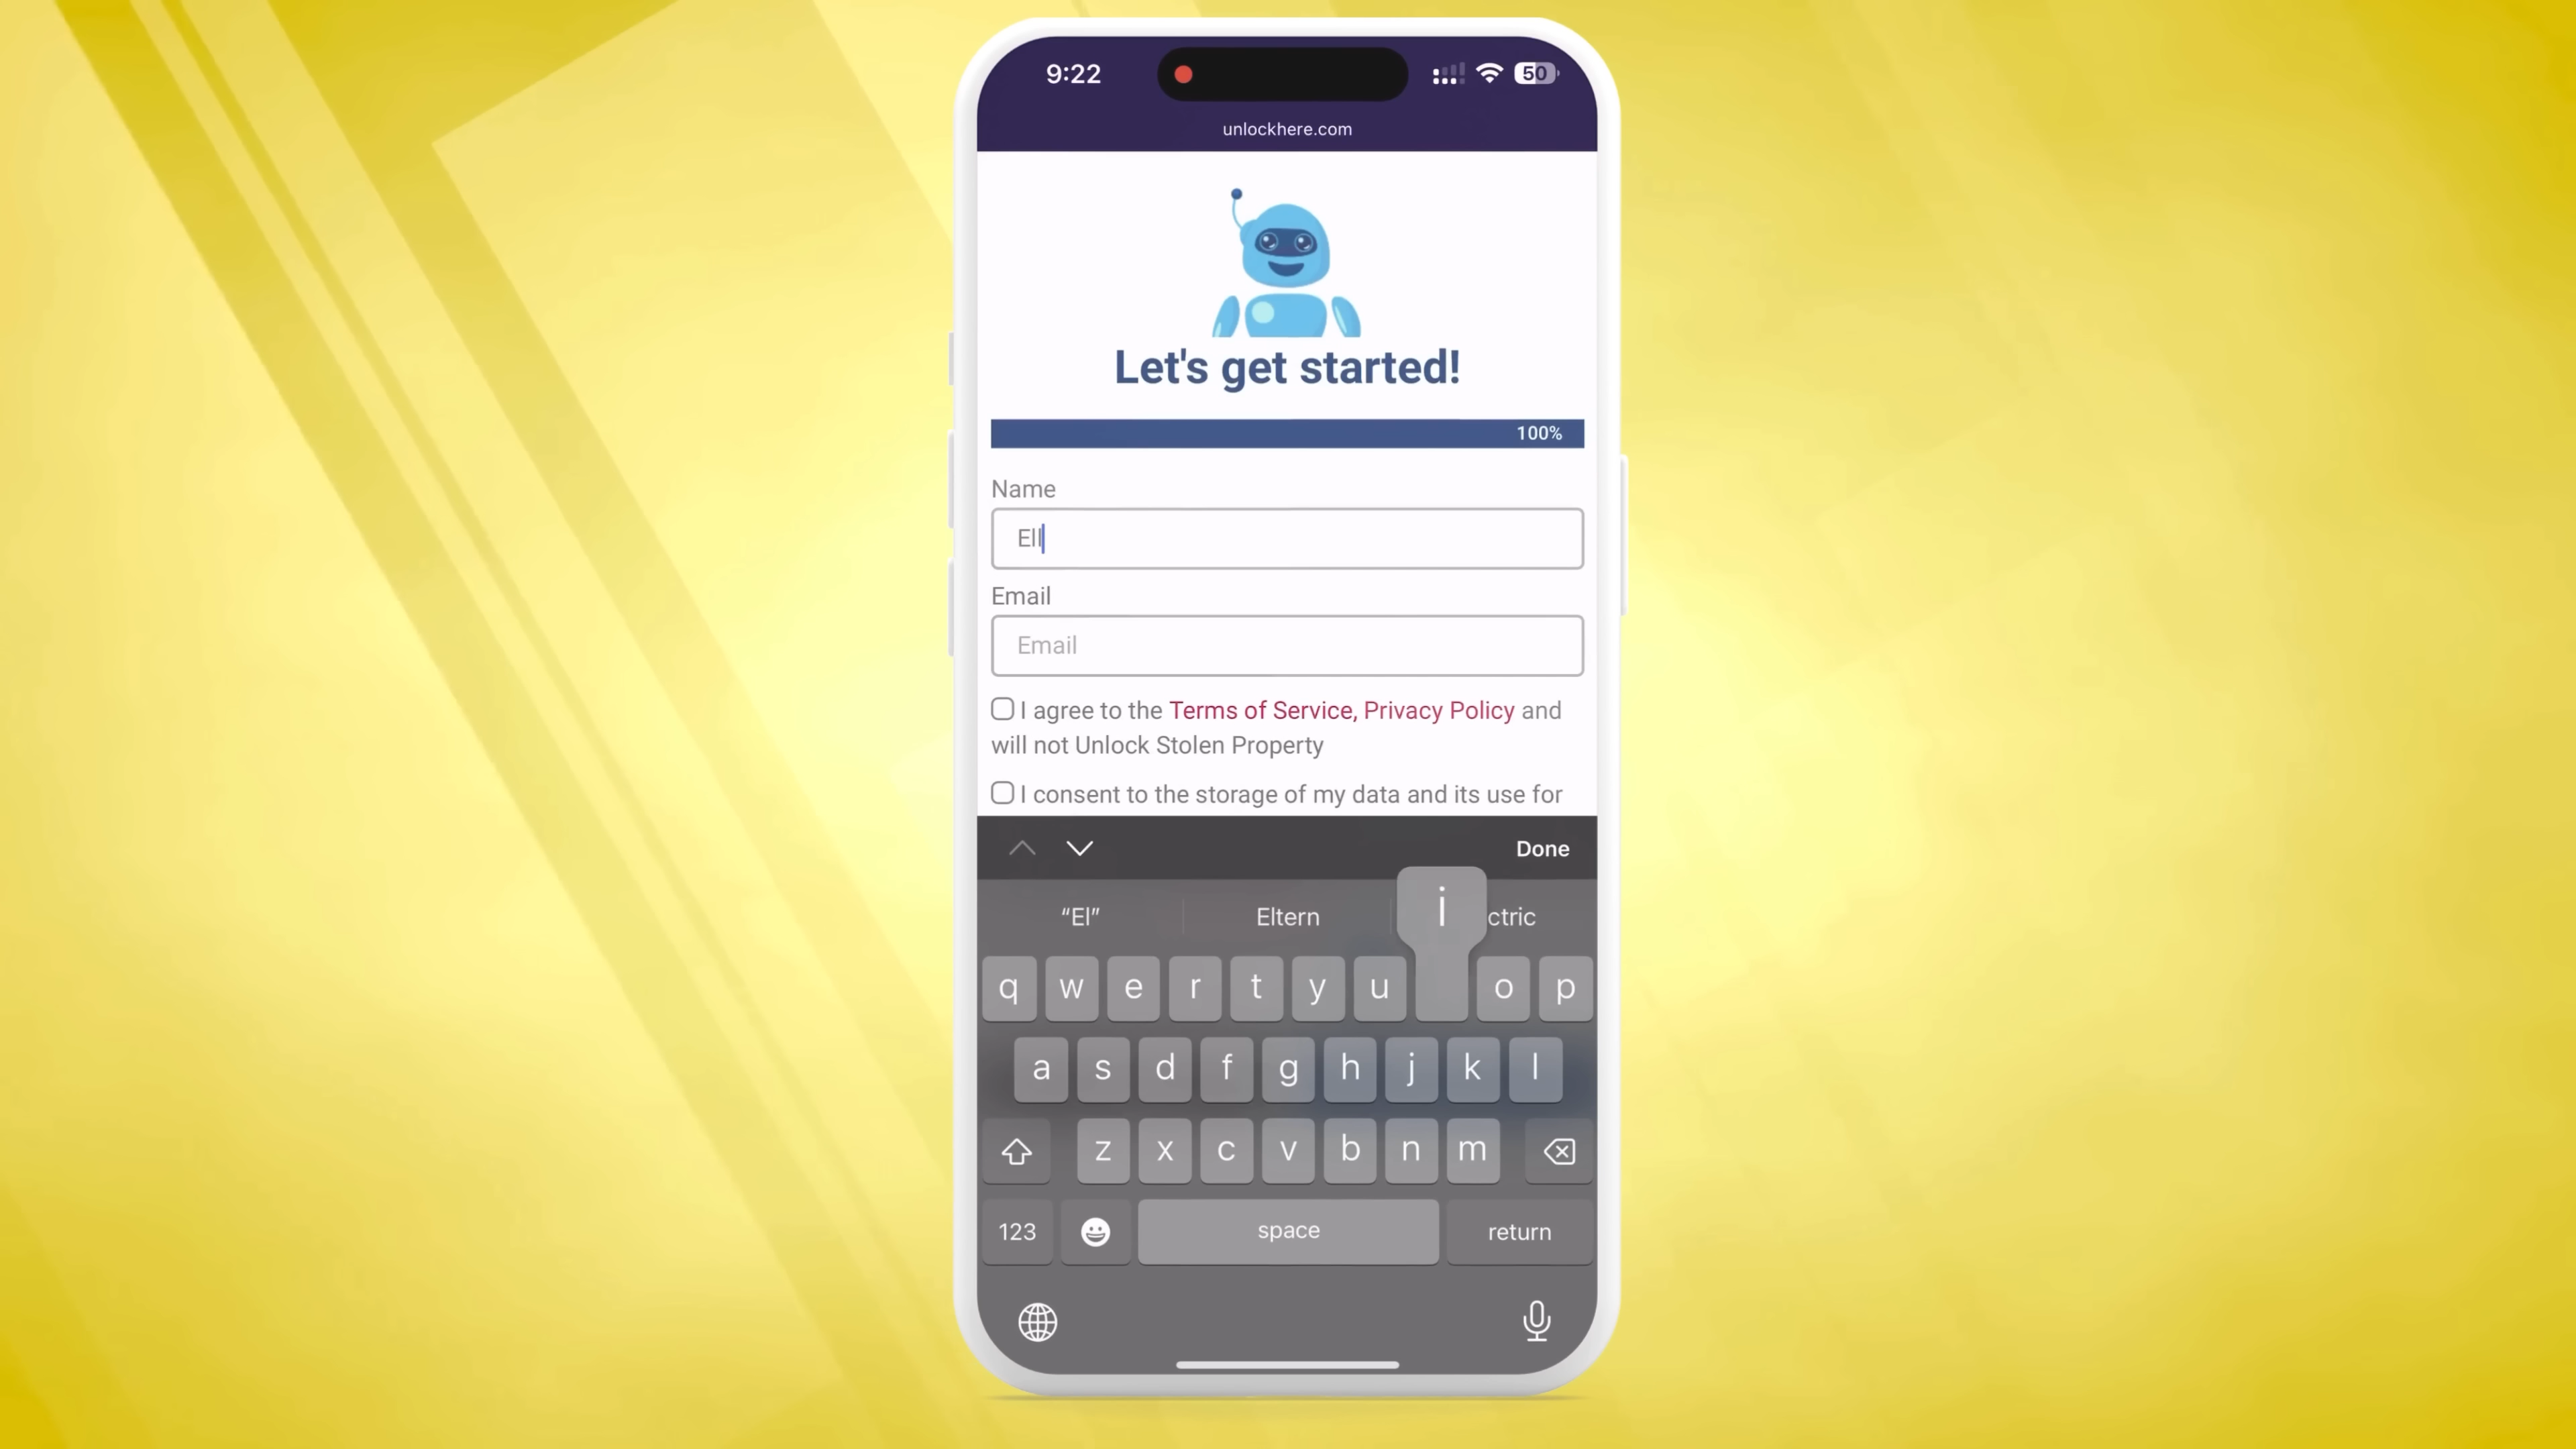 9:22
50
unlockhere.com
Let's get started!
100%
Name
Ell
Email
Email
I agree to the Terms of Service, Privacy Policy and
will not Unlock Stolen Property
I consent to the storage of my data and its use for
Done
“El” Eltern ctric
i
q w e r t y u o p
a s d f g h j k l
z x c v b n m
123 space return